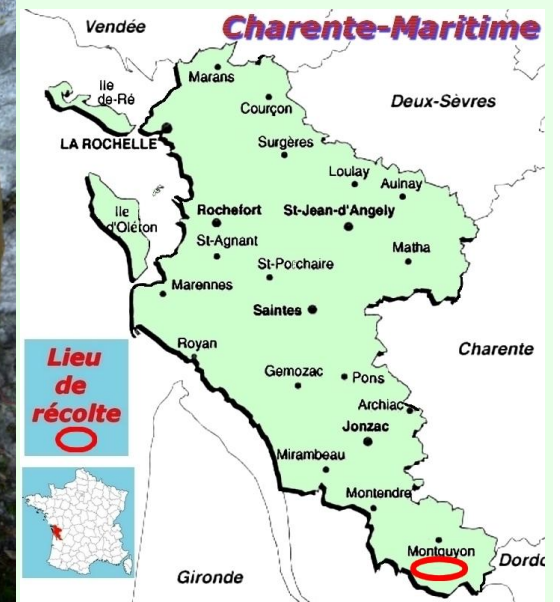 Charente-Maritime
Vendée
Marans
Ile
de-Ré
Courçon
Deux-Sèvres
LA ROCHELLE
Surgères
Loulay
Aulnay
Ile
d'Oléron
Rochefort
St-Jean-d'Angely
St-Agnant
Matha
St-Porchaire
Marennes
Saintes
Royan
Charente
Lieu
de
récolte
Gemozac
Pons
Archiac
Jonzac
Mirambeau
Montendre
Montguyon
Dordo
Gironde